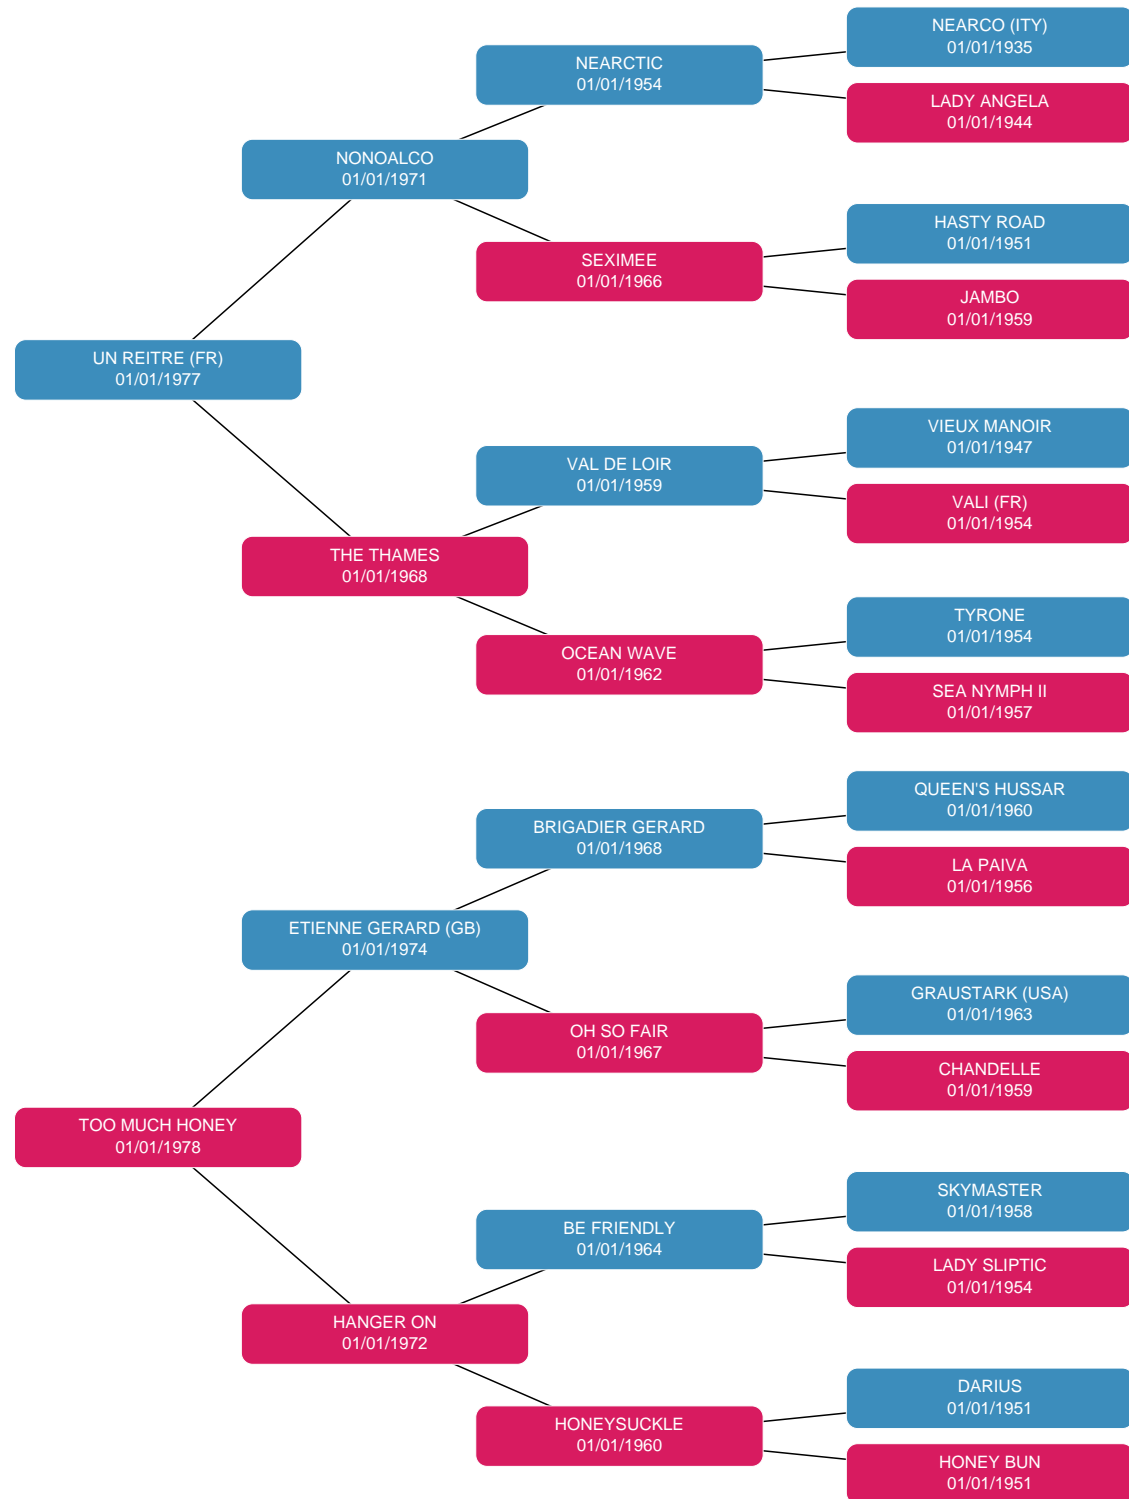 NEARCO (ITY)
01/01/1935
NEARCTIC
01/01/1954
LADY ANGELA
01/01/1944
NONOALCO
01/01/1971
HASTY ROAD
01/01/1951
SEXIMEE
01/01/1966
JAMBO
01/01/1959
UN REITRE (FR)
01/01/1977
VIEUX MANOIR
01/01/1947
VAL DE LOIR
01/01/1959
VALI (FR)
01/01/1954
THE THAMES
01/01/1968
TYRONE
01/01/1954
OCEAN WAVE
01/01/1962
SEA NYMPH II
01/01/1957
QUEEN'S HUSSAR
01/01/1960
BRIGADIER GERARD
01/01/1968
LA PAIVA
01/01/1956
ETIENNE GERARD (GB)
01/01/1974
GRAUSTARK (USA)
01/01/1963
OH SO FAIR
01/01/1967
CHANDELLE
01/01/1959
TOO MUCH HONEY
01/01/1978
SKYMASTER
01/01/1958
BE FRIENDLY
01/01/1964
LADY SLIPTIC
01/01/1954
HANGER ON
01/01/1972
DARIUS
01/01/1951
HONEYSUCKLE
01/01/1960
HONEY BUN
01/01/1951